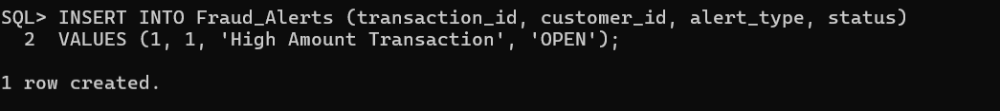 SQL> INSERT INTO Fraud_Alerts (transaction_id, customer_id, alert_type, status)
  2  VALUES (1, 1, 'High Amount Transaction', 'OPEN');

1 row created.